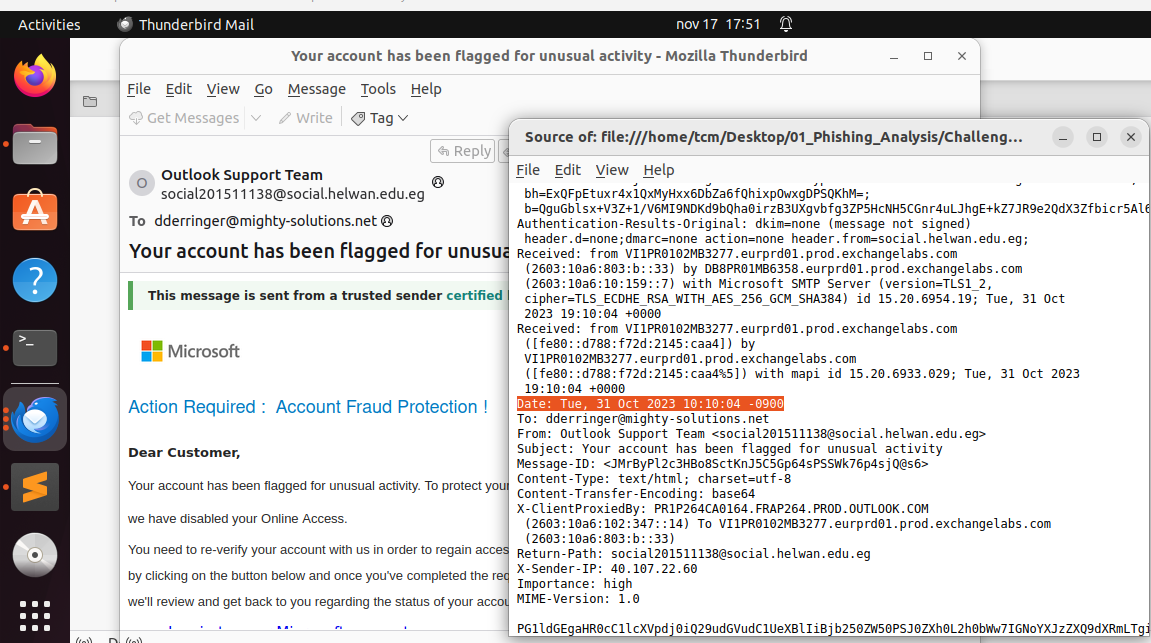 Activities
Thunderbird Mail
nov 17 17:51
Your account has been flagged for unusual activity - Mozilla Thunderbird
File Edit View Go Message Tools Help
Get Messages Write Tag
Reply
Outlook Support Team
social201511138@social.helwan.edu.eg
To dderringer@mighty-solutions.net
Your account has been flagged for unusua
This message is sent from a trusted sender certified
Microsoft
Action Required : Account Fraud Protection !
Dear Customer,
Your account has been flagged for unusual activity. To protect your
we have disabled your Online Access.
You need to re-verify your account with us in order to regain acces
by clicking on the button below and once you've completed the req
we'll review and get back to you regarding the status of your accou
Source of: file:///home/tcm/Desktop/01_Phishing_Analysis/Challeng...
File Edit View Help
bh=ExQFpEtuxr4x1QxMyHxx6DbZa6fQhixpOwxgDPSQKhM=;
b=QguGblsx+V3Z+1/V6MI9NDKd9bQha0irzB3UXgvbfg3ZP5HcNH5CGnr4uLJhgE+kZ7JR9e2QdX3Zfbicr5Al6
Authentication-Results-Original: dkim=none (message not signed)
header.d=none;dmarc=none action=none header.from=social.helwan.edu.eg;
Received: from VI1PR0102MB3277.eurprd01.prod.exchangelabs.com
(2603:10a6:803:b::33) by DB8PR01MB6358.eurprd01.prod.exchangelabs.com
(2603:10a6:10:159::7) with Microsoft SMTP Server (version=TLS1_2,
cipher=TLS_ECDHE_RSA_WITH_AES_256_GCM_SHA384) id 15.20.6954.19; Tue, 31 Oct
2023 19:10:04 +0000
Received: from VI1PR0102MB3277.eurprd01.prod.exchangelabs.com
([fe80::d788:f72d:2145:caa4]) by
VI1PR0102MB3277.eurprd01.prod.exchangelabs.com
([fe80::d788:f72d:2145:caa4%5]) with mapi id 15.20.6933.029; Tue, 31 Oct 2023
19:10:04 +0000
Date: Tue, 31 Oct 2023 10:10:04 -0900
To: dderringer@mighty-solutions.net
From: Outlook Support Team <social201511138@social.helwan.edu.eg>
Subject: Your account has been flagged for unusual activity
Message-ID: <JMrByPl2c3HBo8SctKnJ5C5Gp64sPSSWk76p4sjQ@s6>
Content-Type: text/html; charset=utf-8
Content-Transfer-Encoding: base64
X-ClientProxiedBy: PR1P264CA0164.FRAP264.PROD.OUTLOOK.COM
(2603:10a6:102:347::14) To VI1PR0102MB3277.eurprd01.prod.exchangelabs.com
(2603:10a6:803:b::33)
Return-Path: social201511138@social.helwan.edu.eg
X-Sender-IP: 40.107.22.60
Importance: high
MIME-Version: 1.0
PG1ldGEgaHR0cC1lcXVpdj0iQ29udGVudC1UeXBlIiBjb250ZW50PSJ0ZXh0L2h0bWw7IGNoYXJzZXQ9dXRmLTgi